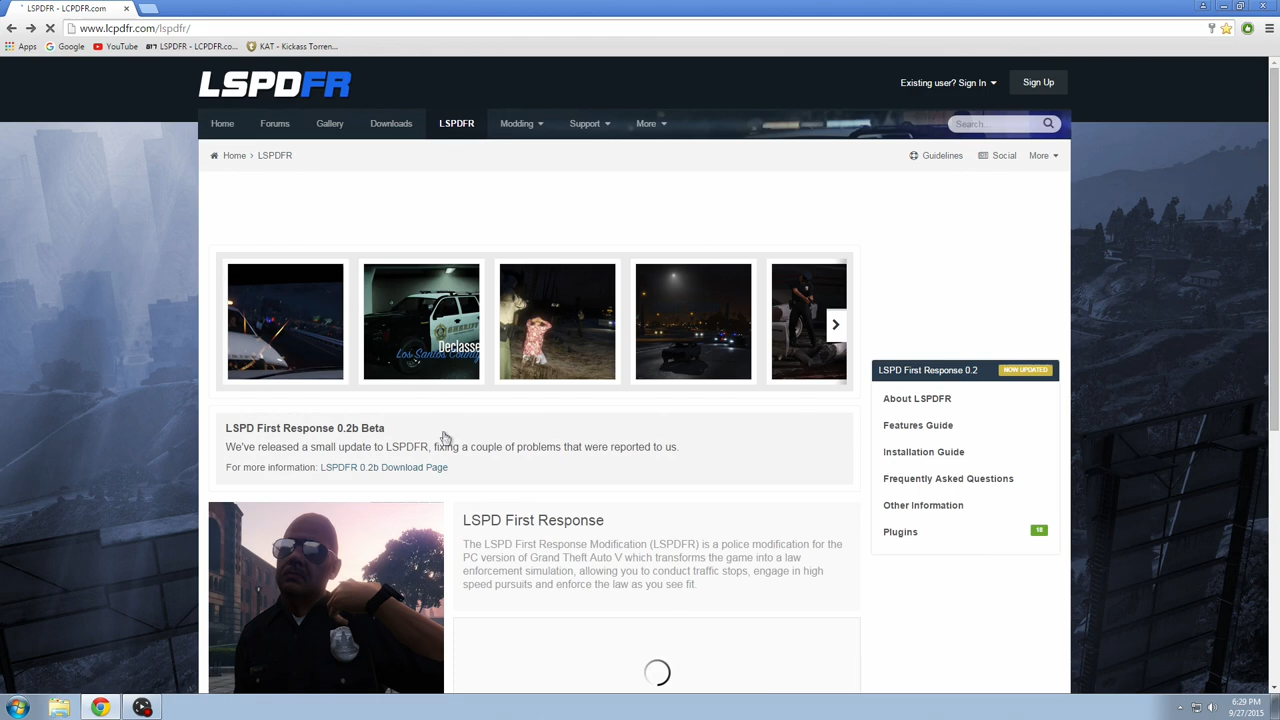 LSPDFR - LCPDFR.com
www.lcpdfr.com/lspdfr/
Apps Google YouTube LSPDFR - LCPDFR.co... KAT - Kickass Torren...
LSPDFR
Existing user? Sign In Sign Up
Home Forums Gallery Downloads LSPDFR Modding Support More Search...
Home > LSPDFR Guidelines Social More
Declasse
Los Santos County
SHERIFF
LSPD First Response 0.2b Beta
We've released a small update to LSPDFR, fixing a couple of problems that were reported to us.
For more information: LSPDFR 0.2b Download Page
LSPD First Response 0.2 NOW UPDATED
About LSPDFR
Features Guide
Installation Guide
Frequently Asked Questions
Other Information
Plugins 18
LSPD First Response
The LSPD First Response Modification (LSPDFR) is a police modification for the
PC version of Grand Theft Auto V which transforms the game into a law
enforcement simulation, allowing you to conduct traffic stops, engage in high
speed pursuits and enforce the law as you see fit.
6:29 PM
9/27/2015